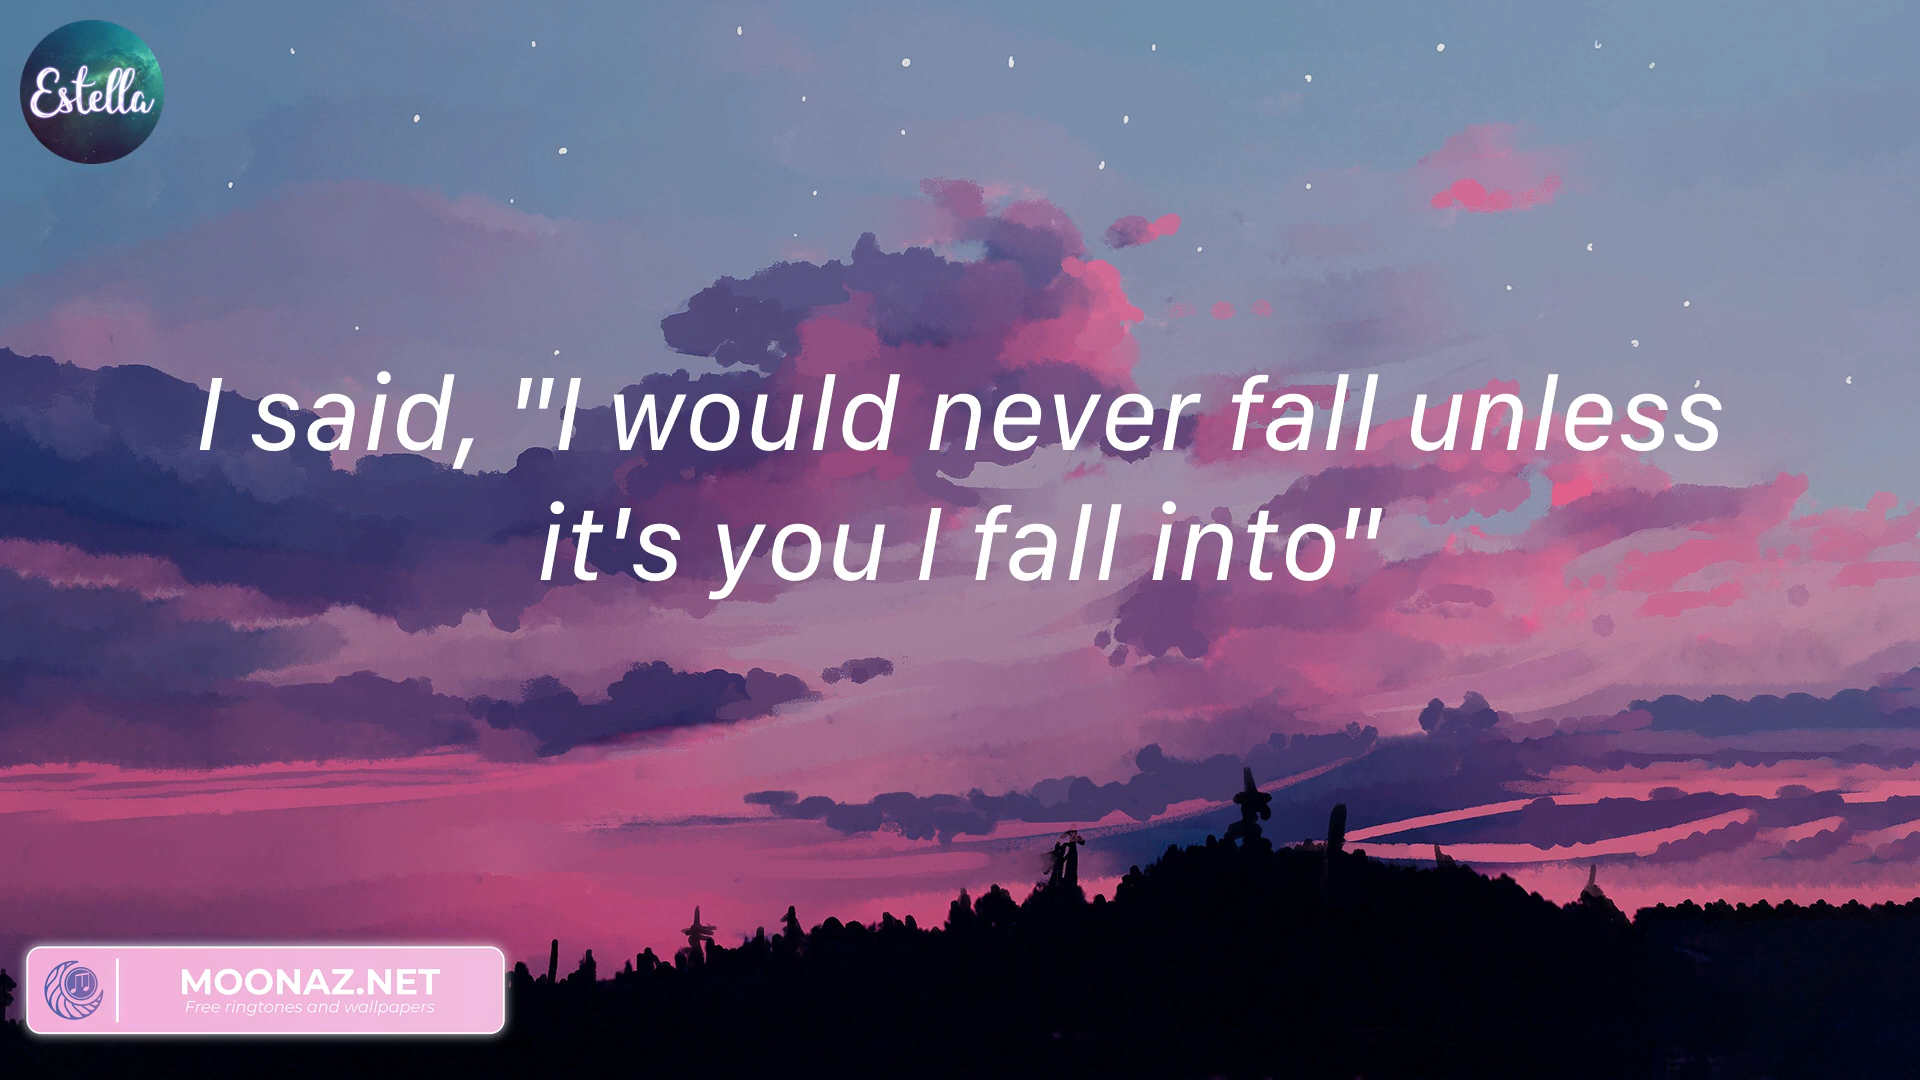 Estella
I said, "I would never fall unless
it's you I fall into"
MOONAZ.NET
Free ringtones and wallpapers